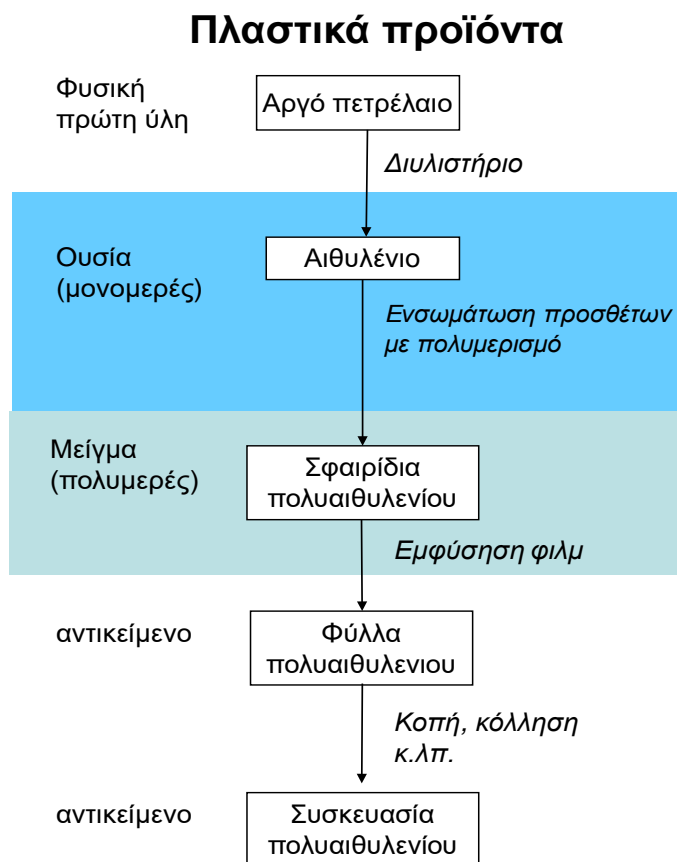 Πλαστικά προϊόντα
Φυσική
πρώτη ύλη
Αργό πετρέλαιο
Διυλιστήριο
Ουσία
(μονομερές)
Αιθυλένιο
Ενσωμάτωση προσθέτων
με πολυμερισμό
Μείγμα
(πολυμερές)
Σφαιρίδια
πολυαιθυλενίου
Εμφύσηση φιλμ
αντικείμενο
Φύλλα
πολυαιθυλενιου
Κοπή, κόλληση
κ.λπ.
αντικείμενο
Συσκευασία
πολυαιθυλενίου